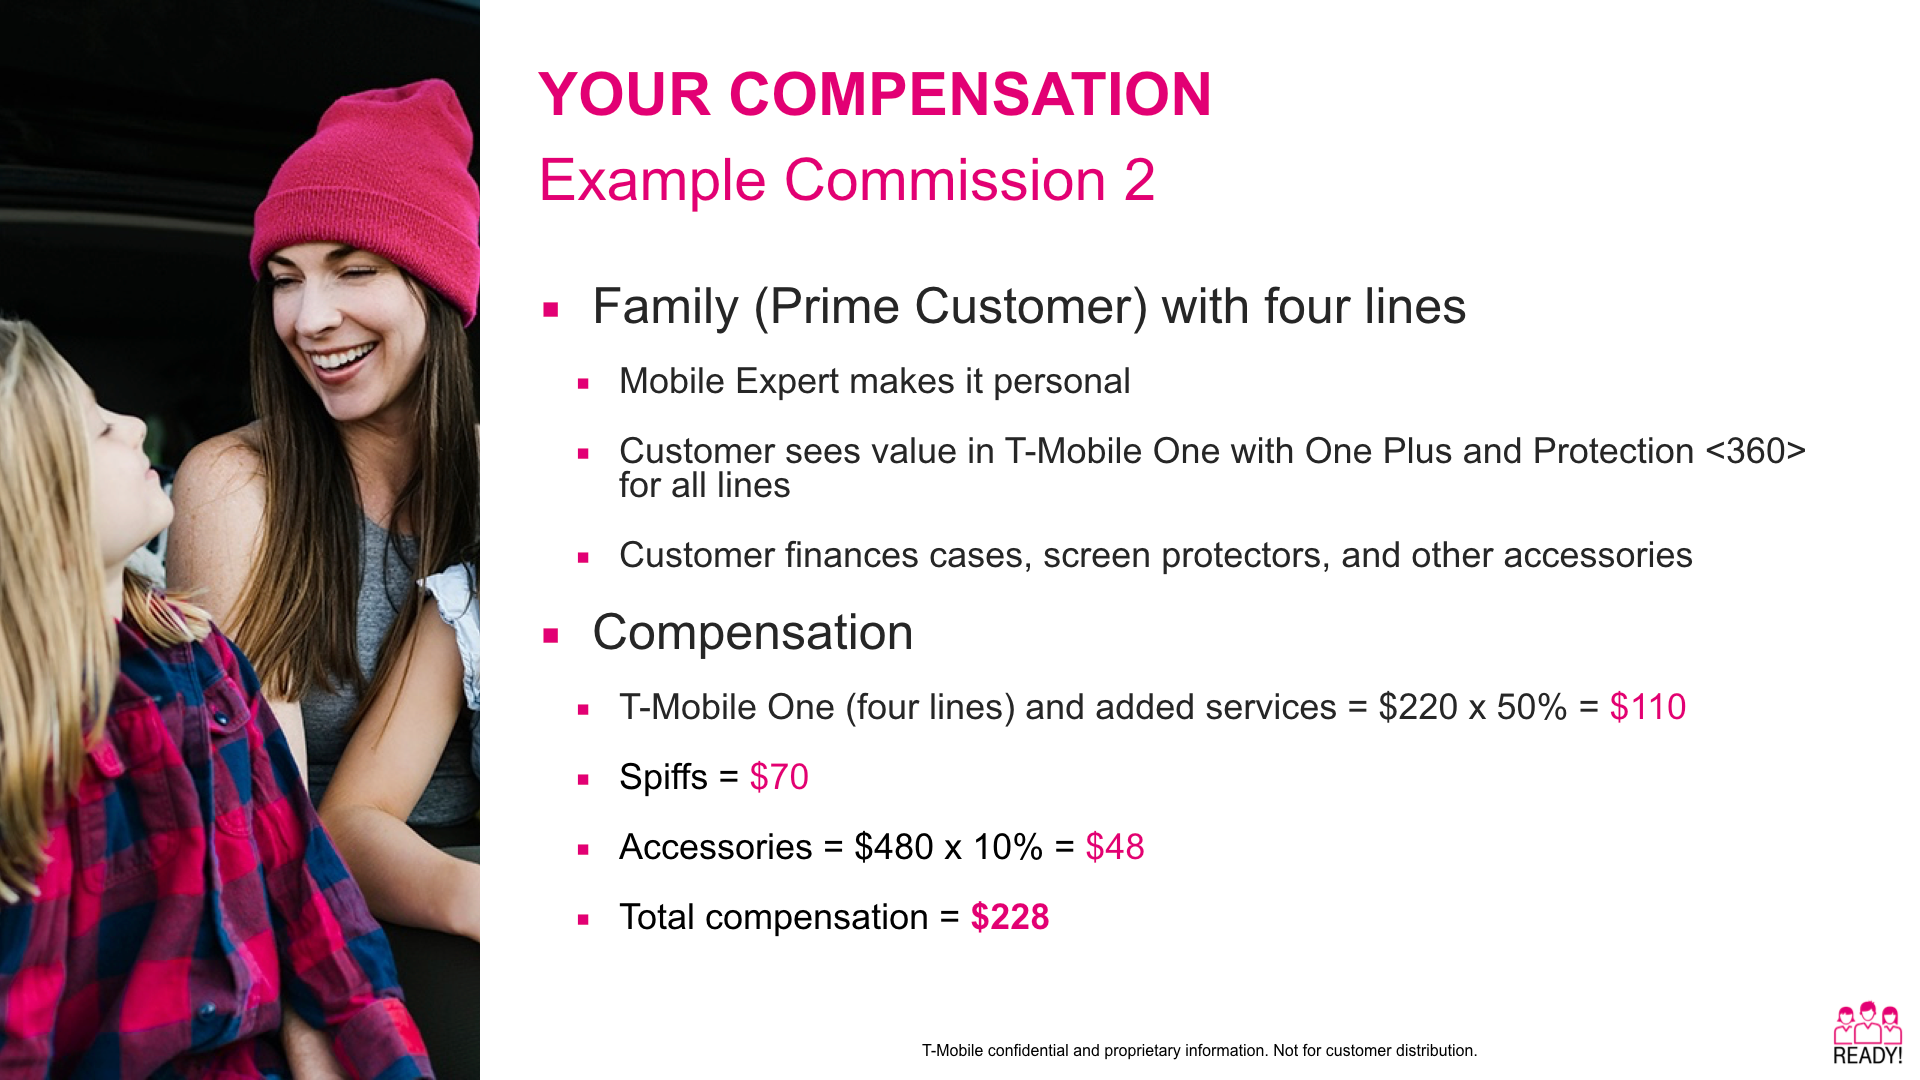 YOUR COMPENSATION
Example Commission 2
Family (Prime Customer) with four lines
Mobile Expert makes it personal
Customer sees value in T-Mobile One with One Plus and Protection <360>
for all lines
Customer finances cases, screen protectors, and other accessories
Compensation
T-Mobile One (four lines) and added services = $220 x 50% = $110
Spiffs = $70
Accessories = $480 x 10% = $48
Total compensation = $228
T-Mobile confidential and proprietary information. Not for customer distribution.
READY!